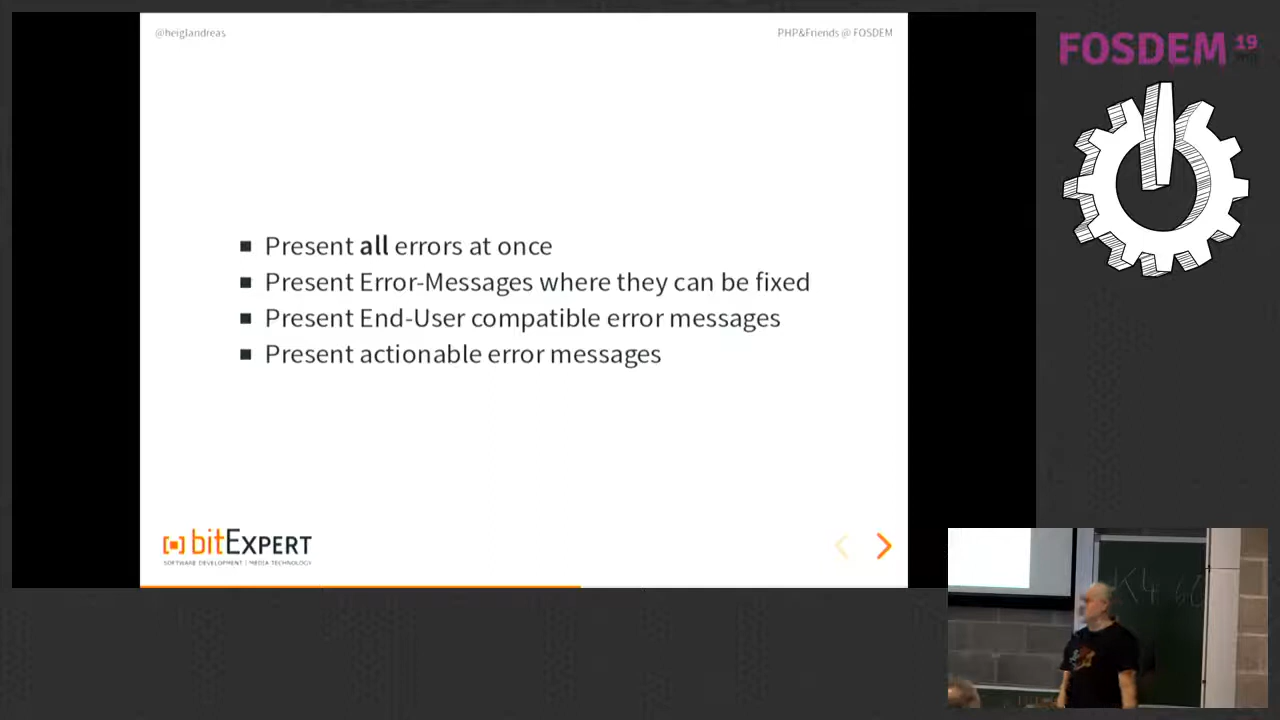 @heiglandreas
PHP&Friends @ FOSDEM
FOSDEM 19
■ Present all errors at once
■ Present Error-Messages where they can be fixed
■ Present End-User compatible error messages
■ Present actionable error messages
[▪] bitExpert
SOFTWARE DEVELOPMENT | MEDIA TECHNOLOGY
K4